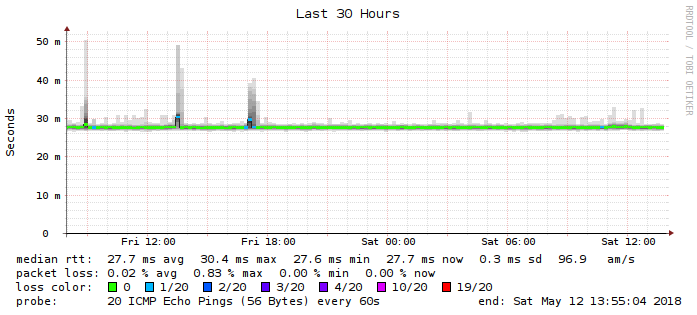 Last 30 Hours
RRDTOOL / TOBI OETIKER
Seconds
50 m
40 m
30 m
20 m
10 m
0
Fri 12:00 Fri 18:00 Sat 00:00 Sat 06:00 Sat 12:00
median rtt: 27.7 ms avg 30.4 ms max 27.6 ms min 27.7 ms now 0.3 ms sd 96.9 am/s
packet loss: 0.02 % avg 0.83 % max 0.00 % min 0.00 % now
loss color: 0 1/20 2/20 3/20 4/20 10/20 19/20
probe: 20 ICMP Echo Pings (56 Bytes) every 60s end: Sat May 12 13:55:04 2018